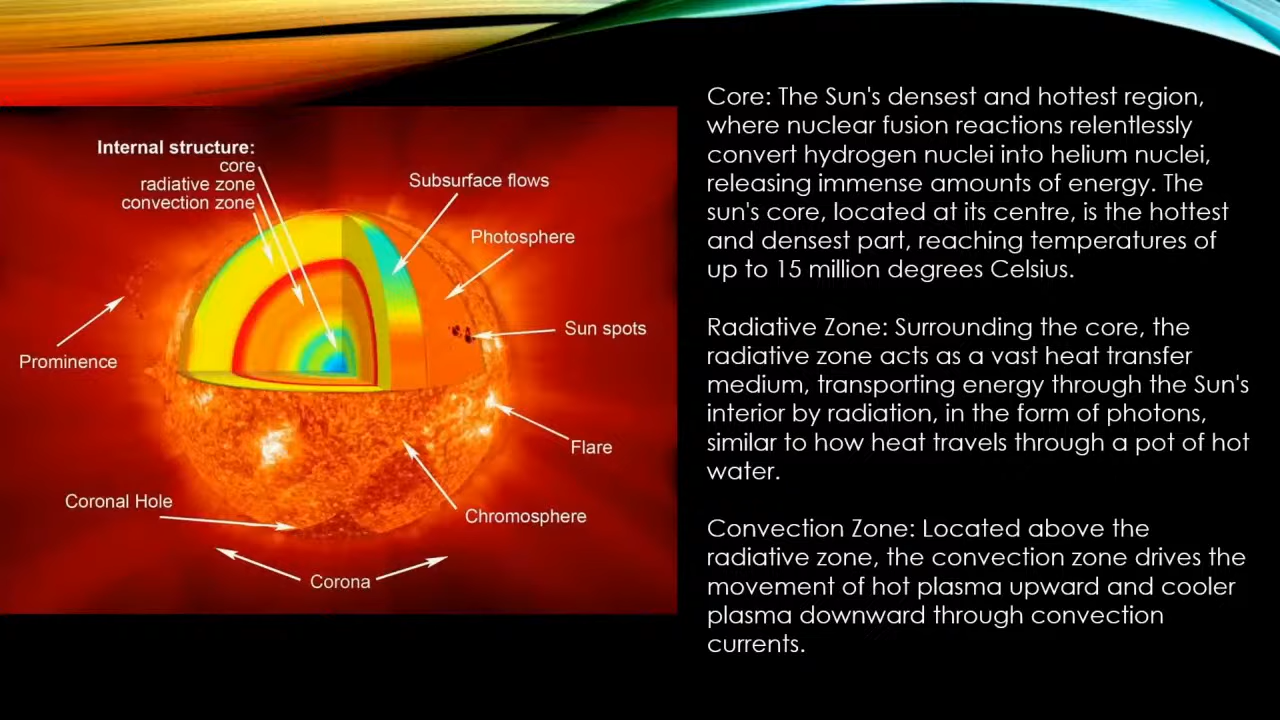 Internal structure:
core
radiative zone
convection zone
Subsurface flows
Photosphere
Sun spots
Prominence
Flare
Coronal Hole
Chromosphere
Corona
Core: The Sun's densest and hottest region,
where nuclear fusion reactions relentlessly
convert hydrogen nuclei into helium nuclei,
releasing immense amounts of energy. The
sun's core, located at its centre, is the hottest
and densest part, reaching temperatures of
up to 15 million degrees Celsius.
Radiative Zone: Surrounding the core, the
radiative zone acts as a vast heat transfer
medium, transporting energy through the Sun's
interior by radiation, in the form of photons,
similar to how heat travels through a pot of hot
water.
Convection Zone: Located above the
radiative zone, the convection zone drives the
movement of hot plasma upward and cooler
plasma downward through convection
currents.